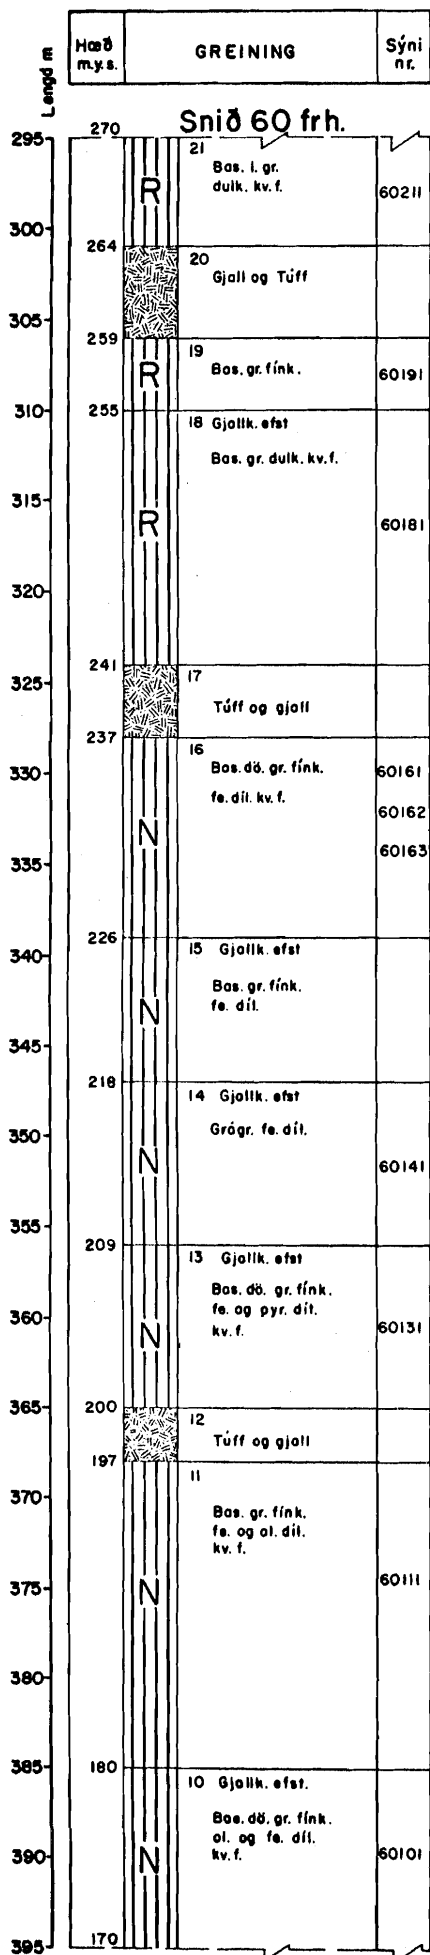 Lengd m
Hæð m.y.s.
GREINING
Sýni nr.
Snið 60 frh.
295
270
21
Bas. l. gr.
dulk. kv. f.
R
60211
300
264
20
Gjall og Túff
305
259
19
Bas. gr. fínk.
R
60191
310
255
18 Gjallk. efst
Bas. gr. dulk. kv. f.
315
R
60181
320
241
17
325
Túff og gjall
237
16
Bas. dö. gr. fínk.
60161
330
fe. díl. kv. f.
60162
N
60163
335
226
15 Gjallk. efst
340
Bas. gr. fínk.
fe. díl.
N
345
218
14 Gjallk. efst
Grágr. fe. díl.
350
N
60141
355
209
13 Gjallk. efst
Bas. dö. gr. fínk.
fe. og pyr. díl.
360
kv. f.
N
60131
365
200
12
Túff og gjall
197
11
370
Bas. gr. fínk.
fe. og ol. díl.
kv. f.
375
N
60111
380
385
180
10 Gjallk. efst.
Bas. dö. gr. fínk.
ol. og fe. díl.
kv. f.
390
N
60101
395
170